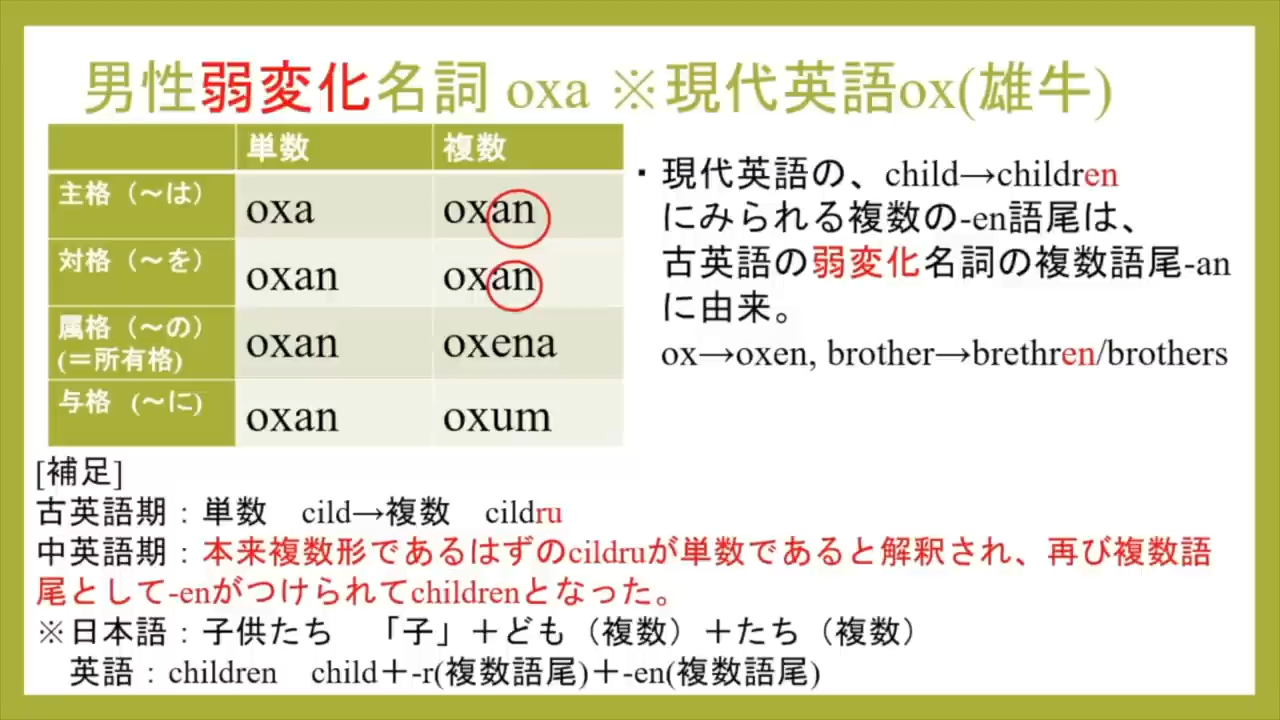 男性弱変化名詞 oxa ※現代英語ox(雄牛)
単数 複数
主格（～は） oxa oxan
対格（～を） oxan oxan
属格（～の） oxan oxena
(＝所有格)
与格 (～に) oxan oxum
・現代英語の、child→children
にみられる複数の-en語尾は、
古英語の弱変化名詞の複数語尾-an
に由来。
ox→oxen, brother→brethren/brothers
[補足]
古英語期：単数　cild→複数　cildru
中英語期：本来複数形であるはずのcildruが単数であると解釈され、再び複数語
尾として-enがつけられてchildrenとなった。
※日本語：子供たち　「子」＋ども（複数）＋たち（複数）
英語：children　child＋-r(複数語尾)＋-en(複数語尾)